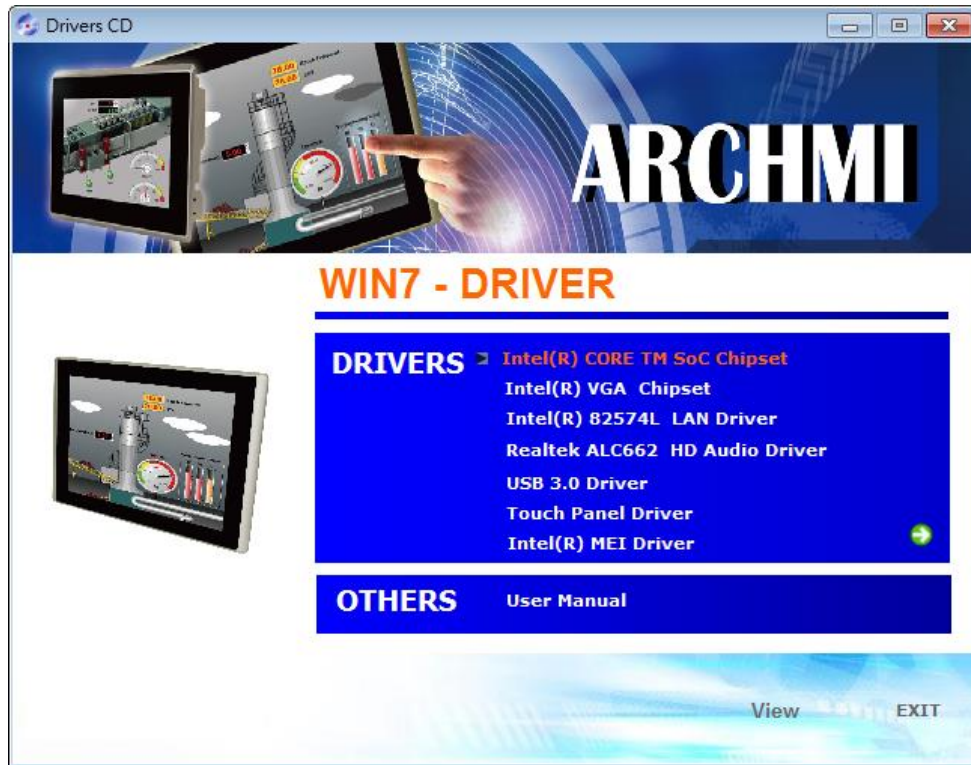 Drivers CD
ARCHMI
WIN7 - DRIVER
DRIVERS
Intel(R) CORE TM SoC Chipset
Intel(R) VGA Chipset
Intel(R) 82574L LAN Driver
Realtek ALC662 HD Audio Driver
USB 3.0 Driver
Touch Panel Driver
Intel(R) MEI Driver
OTHERS
User Manual
View
EXIT